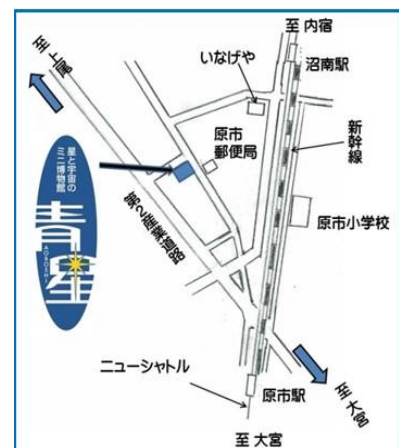 至 内宿
至上尾
いなげや
沼南駅
原市
郵便局
新幹線
星と宇宙の
ミニ博物館
青星
AOBOSHI
第2産業道路
原市小学校
ニューシャトル
原市駅
至大宮
至 大宮